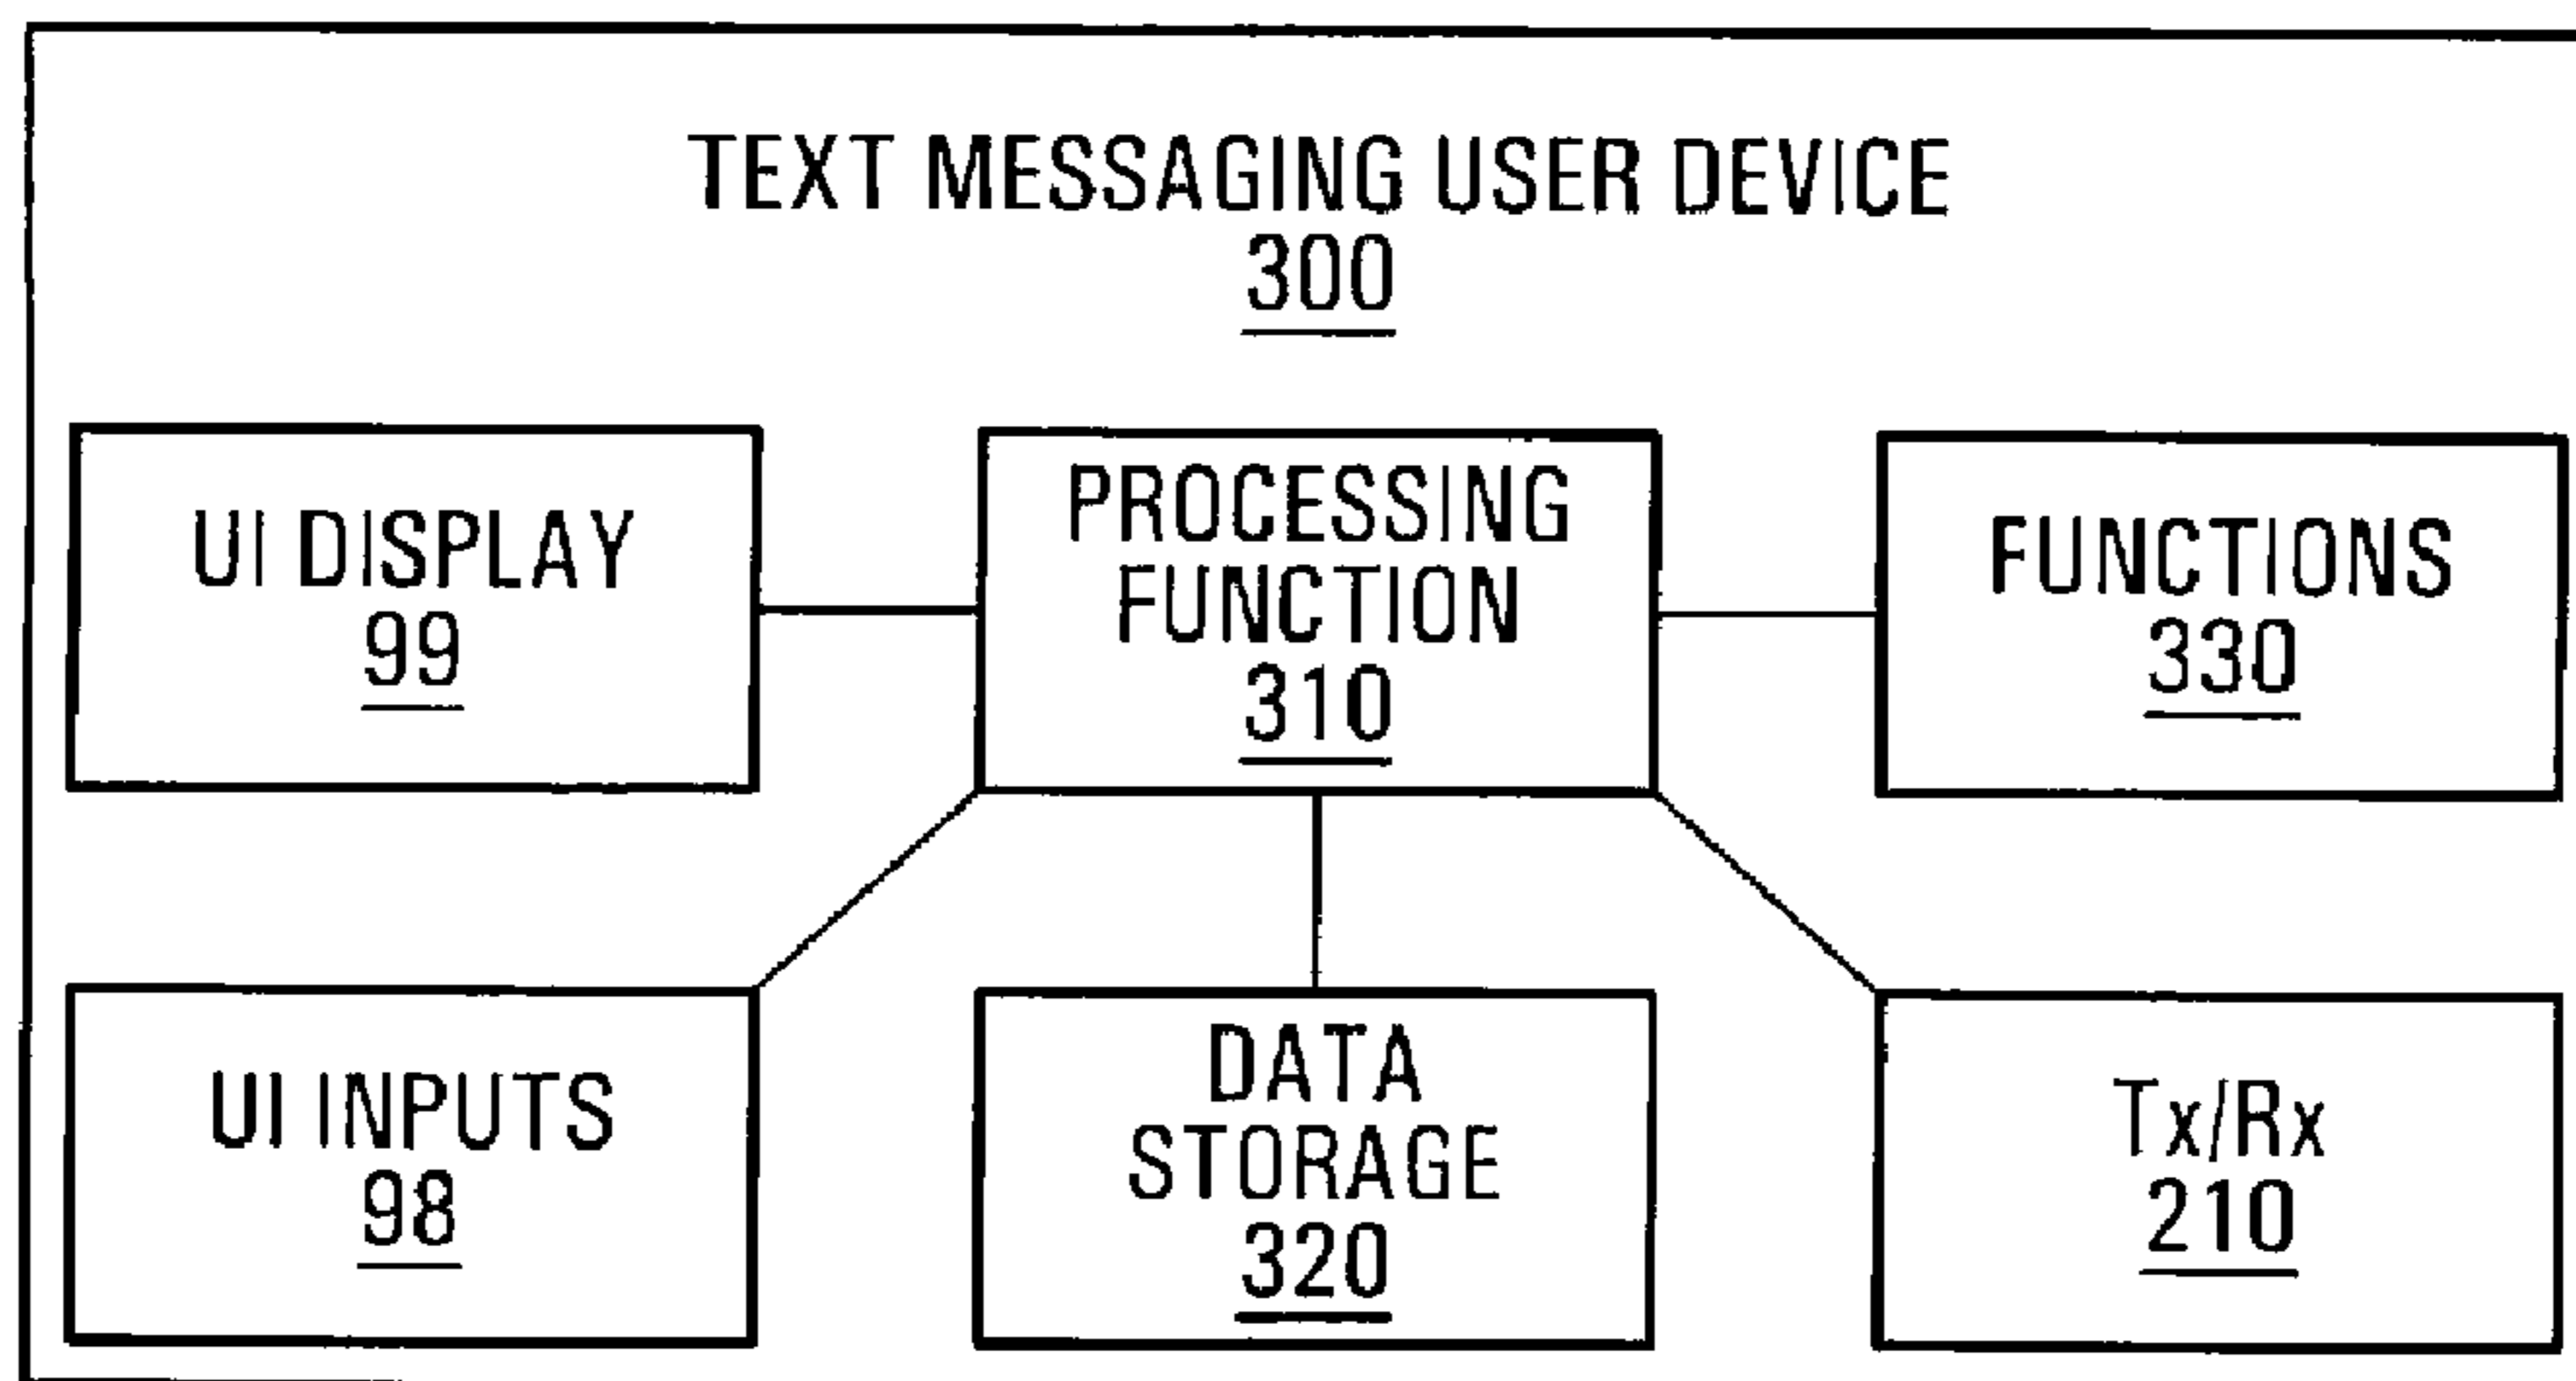 TEXT MESSAGING USER DEVICE
300
UI DISPLAY
99
PROCESSING
FUNCTION
310
FUNCTIONS
330
UI INPUTS
98
DATA
STORAGE
320
Tx/Rx
210